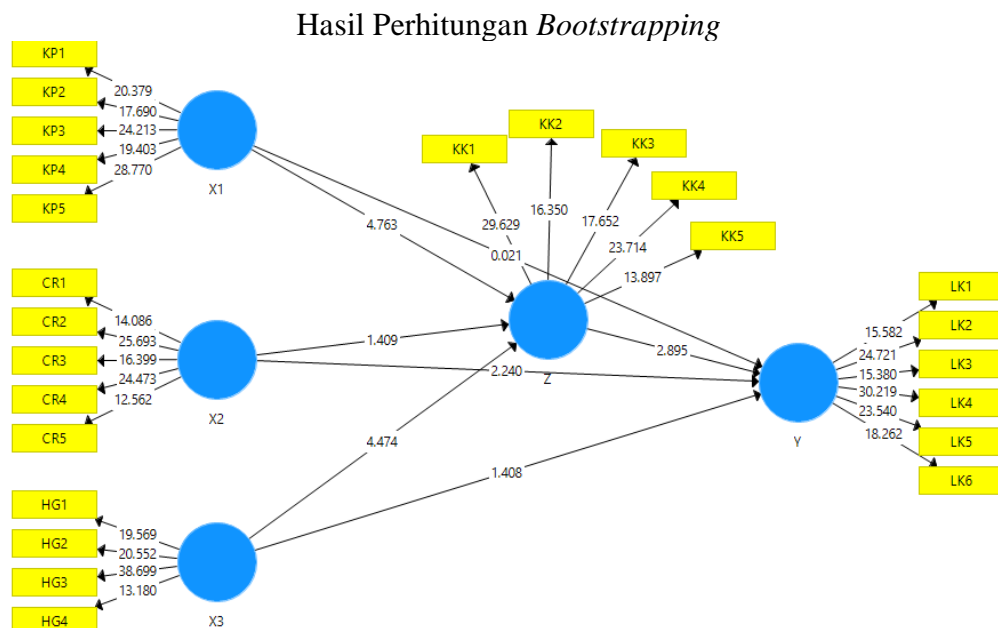 Hasil Perhitungan Bootstrapping
KP1
KP2
KP3
KP4
KP5
20.379
17.690
24.213
19.403
28.770
X1
KK1
KK2
KK3
KK4
KK5
29.629
16.350
17.652
23.714
13.897
4.763
0.021
CR1
CR2
CR3
CR4
CR5
14.086
25.693
16.399
24.473
12.562
X2
1.409
2.240
Z
2.895
LK1
LK2
LK3
LK4
LK5
LK6
15.582
24.721
15.380
30.219
23.540
18.262
Y
4.474
1.408
HG1
HG2
HG3
HG4
19.569
20.552
38.699
13.180
X3